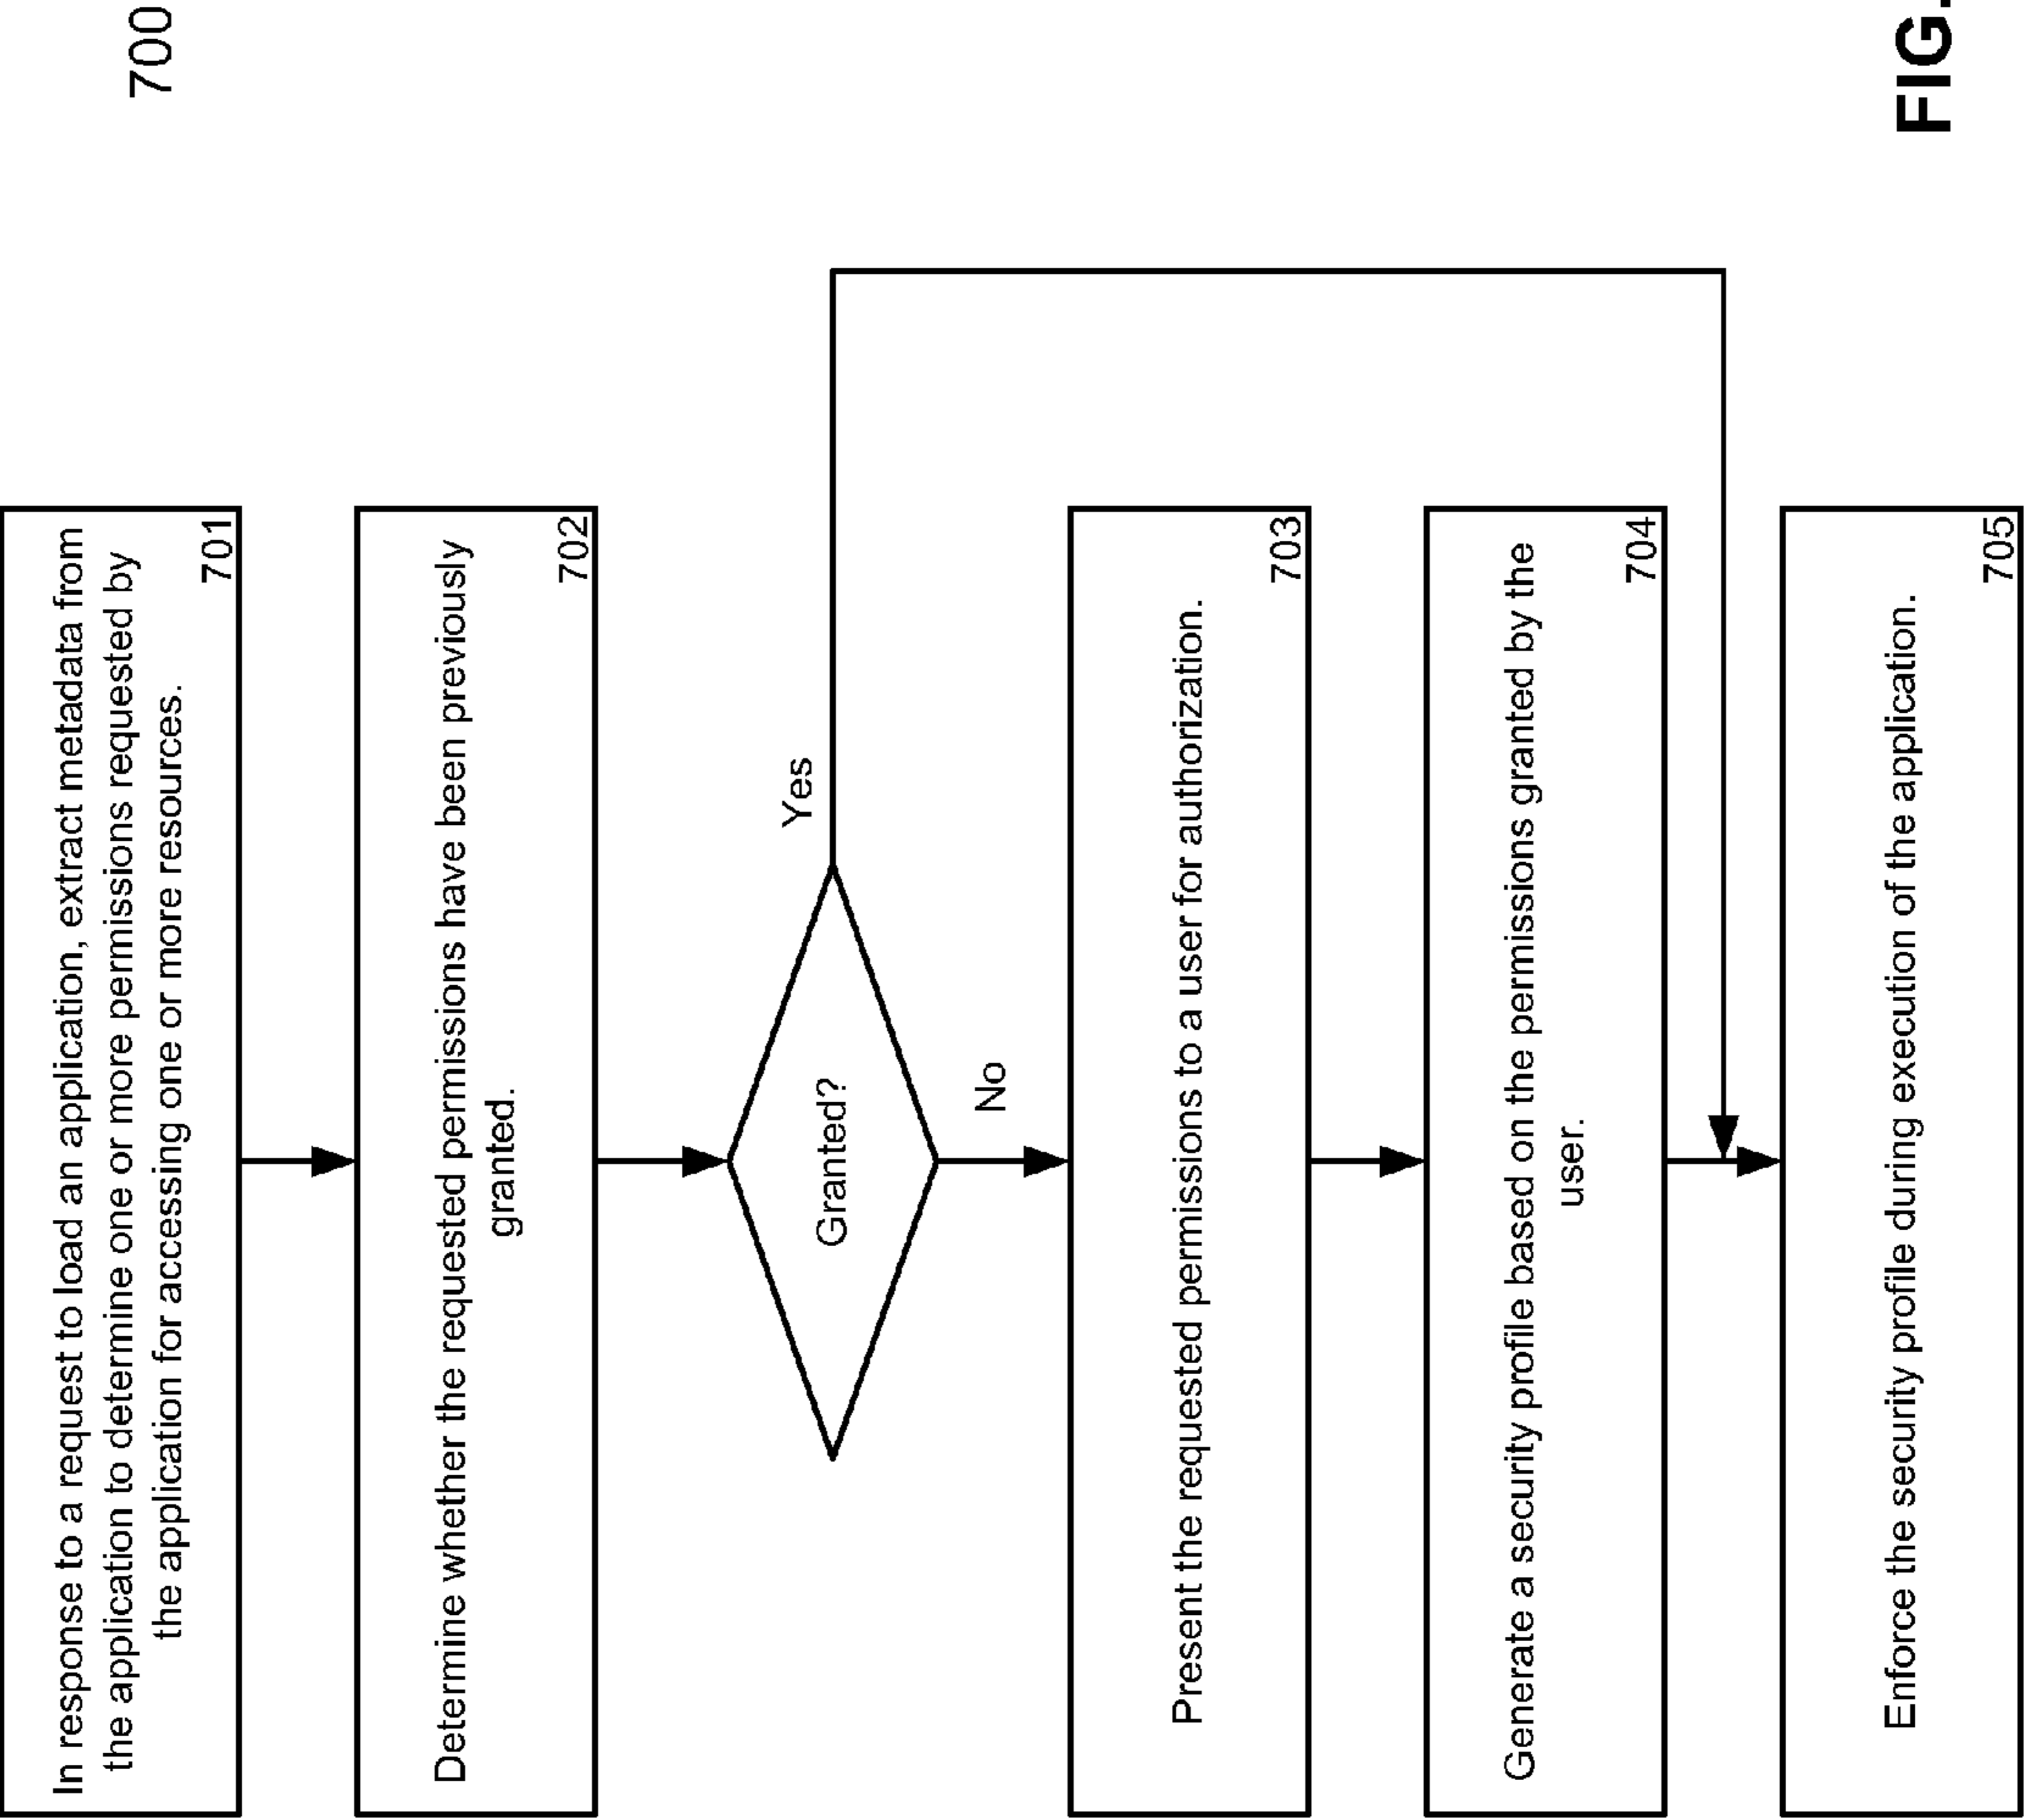 700
In response to a request to load an application, extract metadata from
the application to determine one or more permissions requested by
the application for accessing one or more resources.
701
Determine whether the requested permissions have been previously
granted.
702
Granted?
Yes
No
Present the requested permissions to a user for authorization.
703
Generate a security profile based on the permissions granted by the
user.
704
Enforce the security profile during execution of the application.
705
FIG.